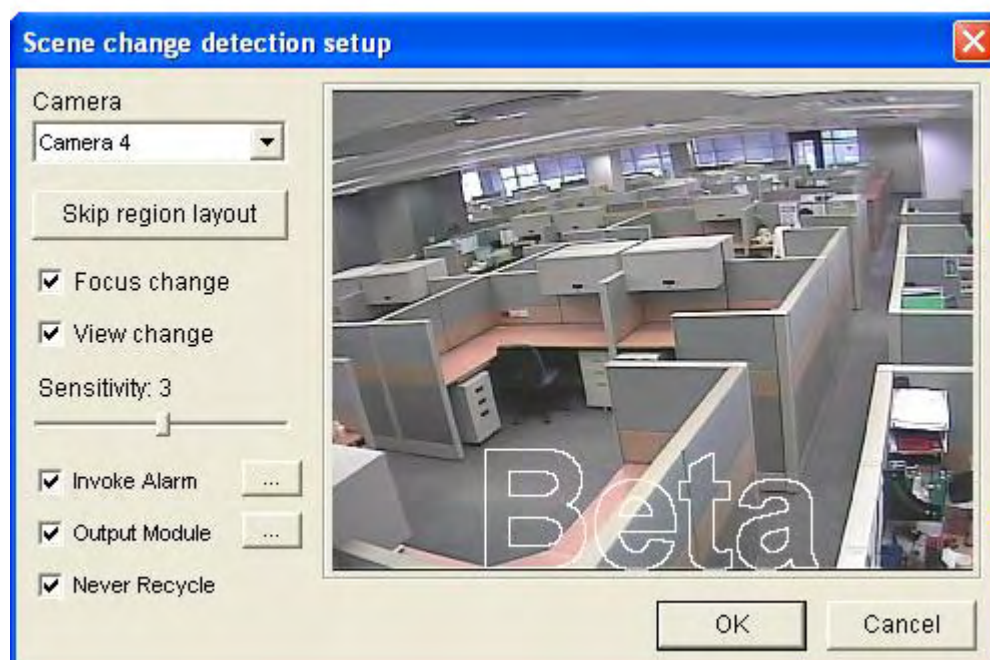 Scene change detection setup
Camera
Camera 4
Skip region layout
Focus change
View change
Sensitivity: 3
Invoke Alarm ...
Output Module ...
Never Recycle
Beta
OK Cancel